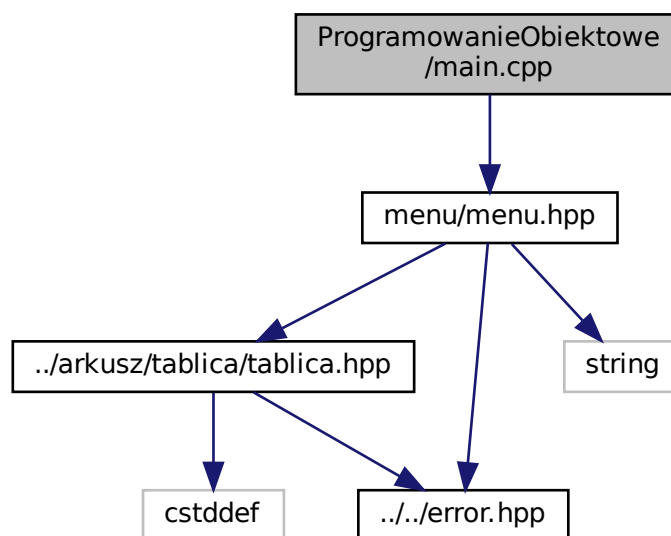 ProgramowanieObiektowe
/main.cpp
menu/menu.hpp
../arkusz/tablica/tablica.hpp
string
cstddef
../../error.hpp